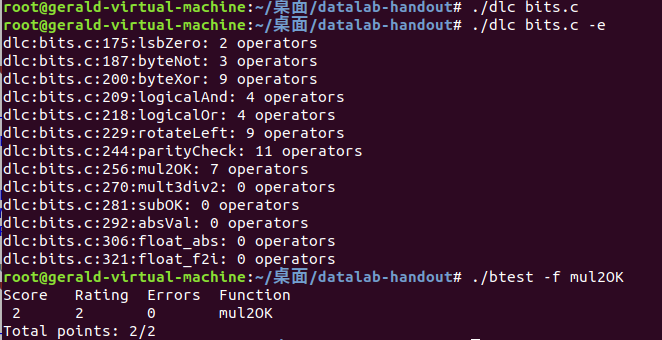 root@gerald-virtual-machine:~/桌面/datalab-handout# ./dlc bits.c
root@gerald-virtual-machine:~/桌面/datalab-handout# ./dlc bits.c -e
dlc:bits.c:175:lsbZero: 2 operators
dlc:bits.c:187:byteNot: 3 operators
dlc:bits.c:200:byteXor: 9 operators
dlc:bits.c:209:logicalAnd: 4 operators
dlc:bits.c:218:logicalOr: 4 operators
dlc:bits.c:229:rotateLeft: 9 operators
dlc:bits.c:244:parityCheck: 11 operators
dlc:bits.c:256:mul2OK: 7 operators
dlc:bits.c:270:mult3div2: 0 operators
dlc:bits.c:281:subOK: 0 operators
dlc:bits.c:292:absVal: 0 operators
dlc:bits.c:306:float_abs: 0 operators
dlc:bits.c:321:float_f2i: 0 operators
root@gerald-virtual-machine:~/桌面/datalab-handout# ./btest -f mul2OK
Score Rating Errors Function
2 2 0 mul2OK
Total points: 2/2